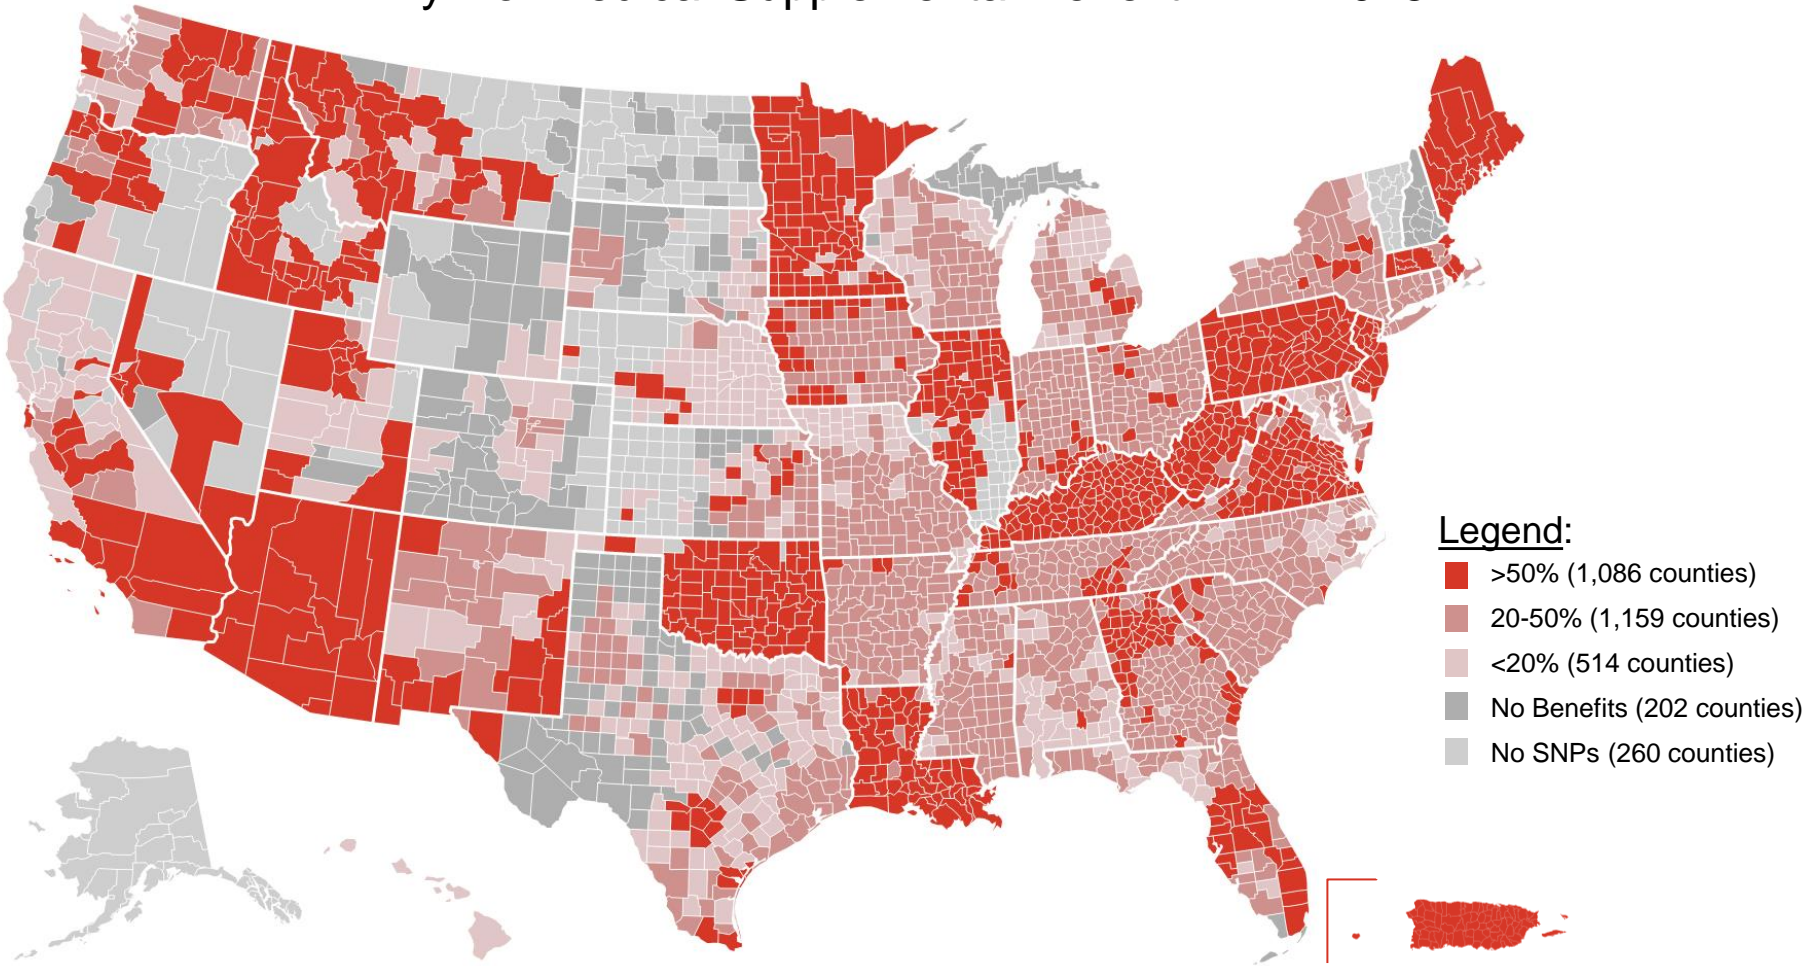 Legend:
>50% (1,086 counties)
20-50% (1,159 counties)
<20% (514 counties)
No Benefits (202 counties)
No SNPs (260 counties)